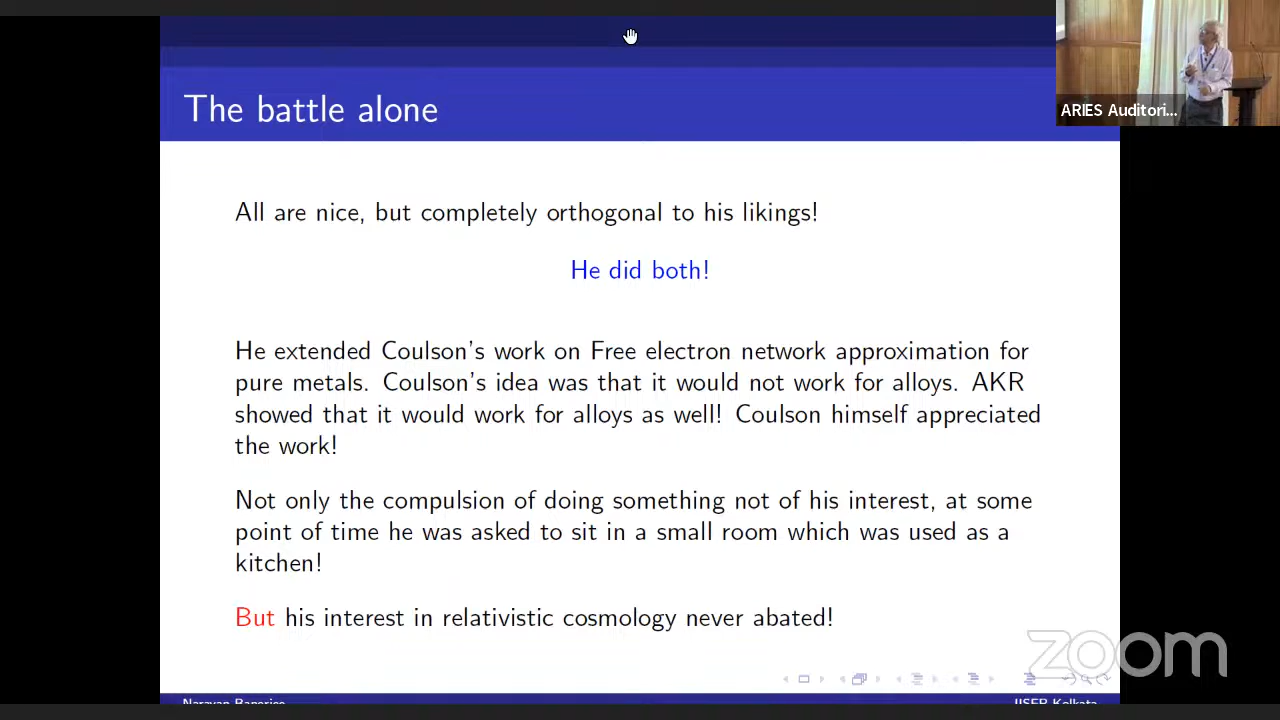 The battle alone
ARIES Auditori...
All are nice, but completely orthogonal to his likings!
He did both!
He extended Coulson's work on Free electron network approximation for
pure metals. Coulson's idea was that it would not work for alloys. AKR
showed that it would work for alloys as well! Coulson himself appreciated
the work!
Not only the compulsion of doing something not of his interest, at some
point of time he was asked to sit in a small room which was used as a
kitchen!
But his interest in relativistic cosmology never abated!
zoom
Narayan Banerjee
IISER Kolkata